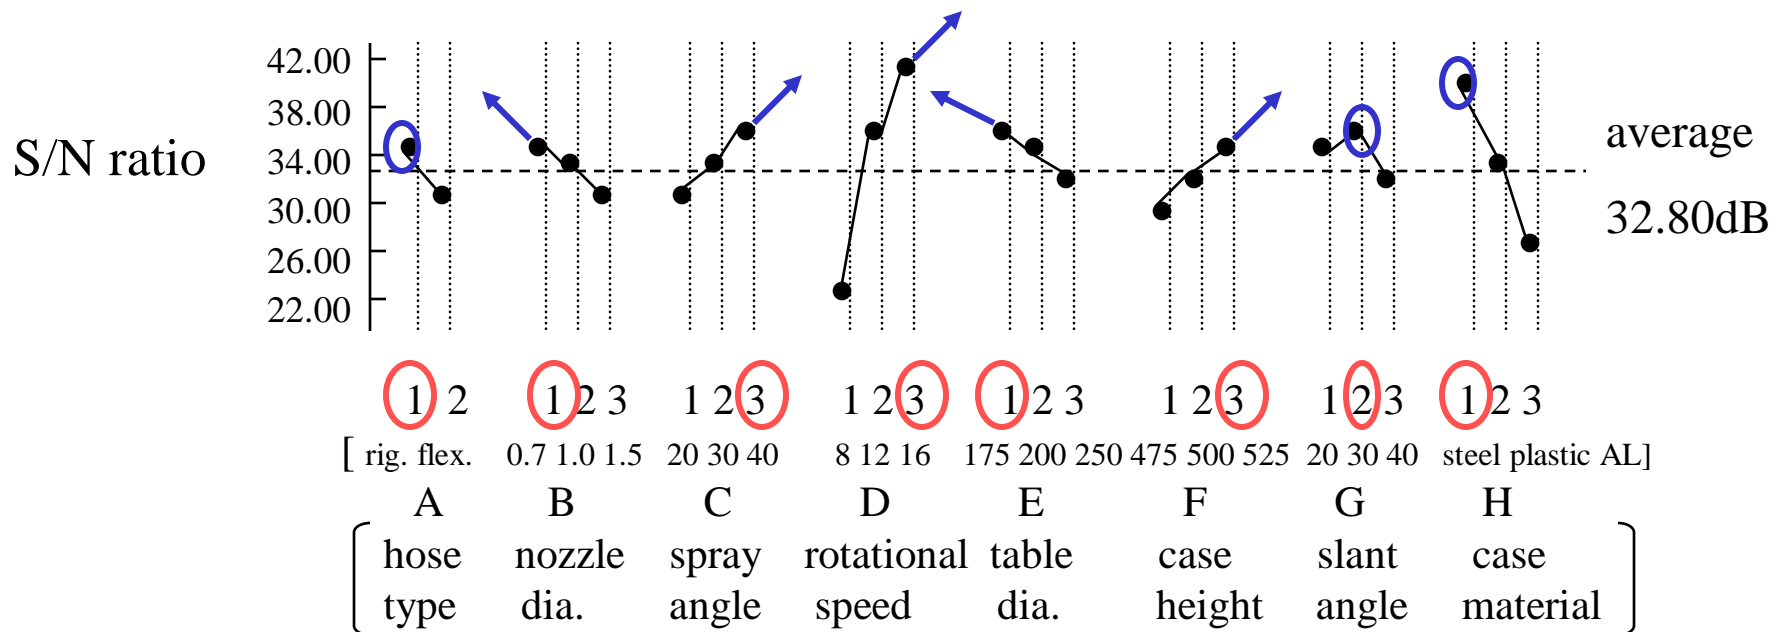 42.00
38.00
34.00
30.00
26.00
22.00
S/N ratio
average
32.80dB
1 2 1 2 3 1 2 3 1 2 3 1 2 3 1 2 3 1 2 3 1 2 3
[ rig. flex. 0.7 1.0 1.5 20 30 40 8 12 16 175 200 250 475 500 525 20 30 40 steel plastic AL]
A B C D E F G H
hose nozzle spray rotational table case slant case
type dia. angle speed dia. height angle material